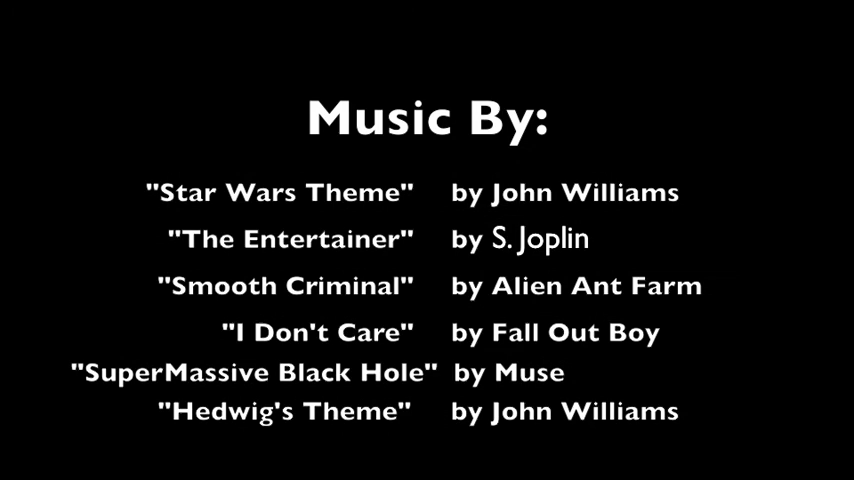 Music By:
"Star Wars Theme" by John Williams
"The Entertainer" by S. Joplin
"Smooth Criminal" by Alien Ant Farm
"I Don't Care" by Fall Out Boy
"SuperMassive Black Hole" by Muse
"Hedwig's Theme" by John Williams